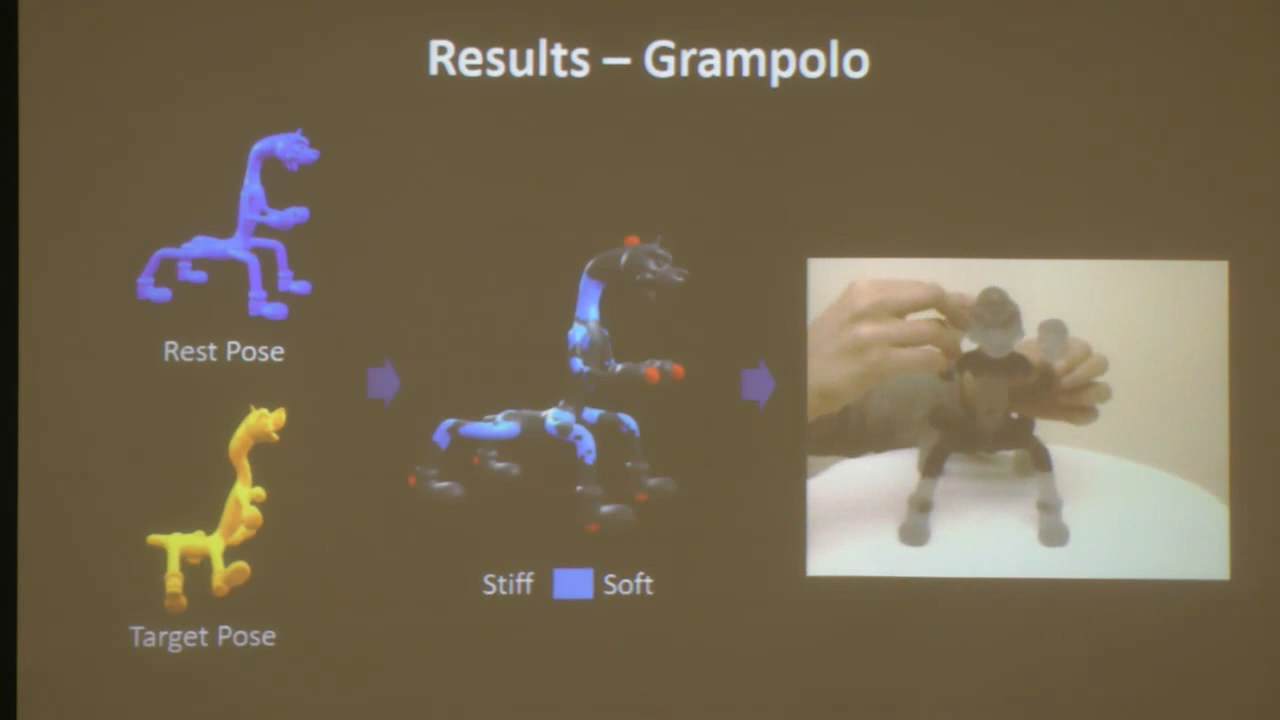 Results – Grampolo
Rest Pose
Target Pose
Stiff
Soft